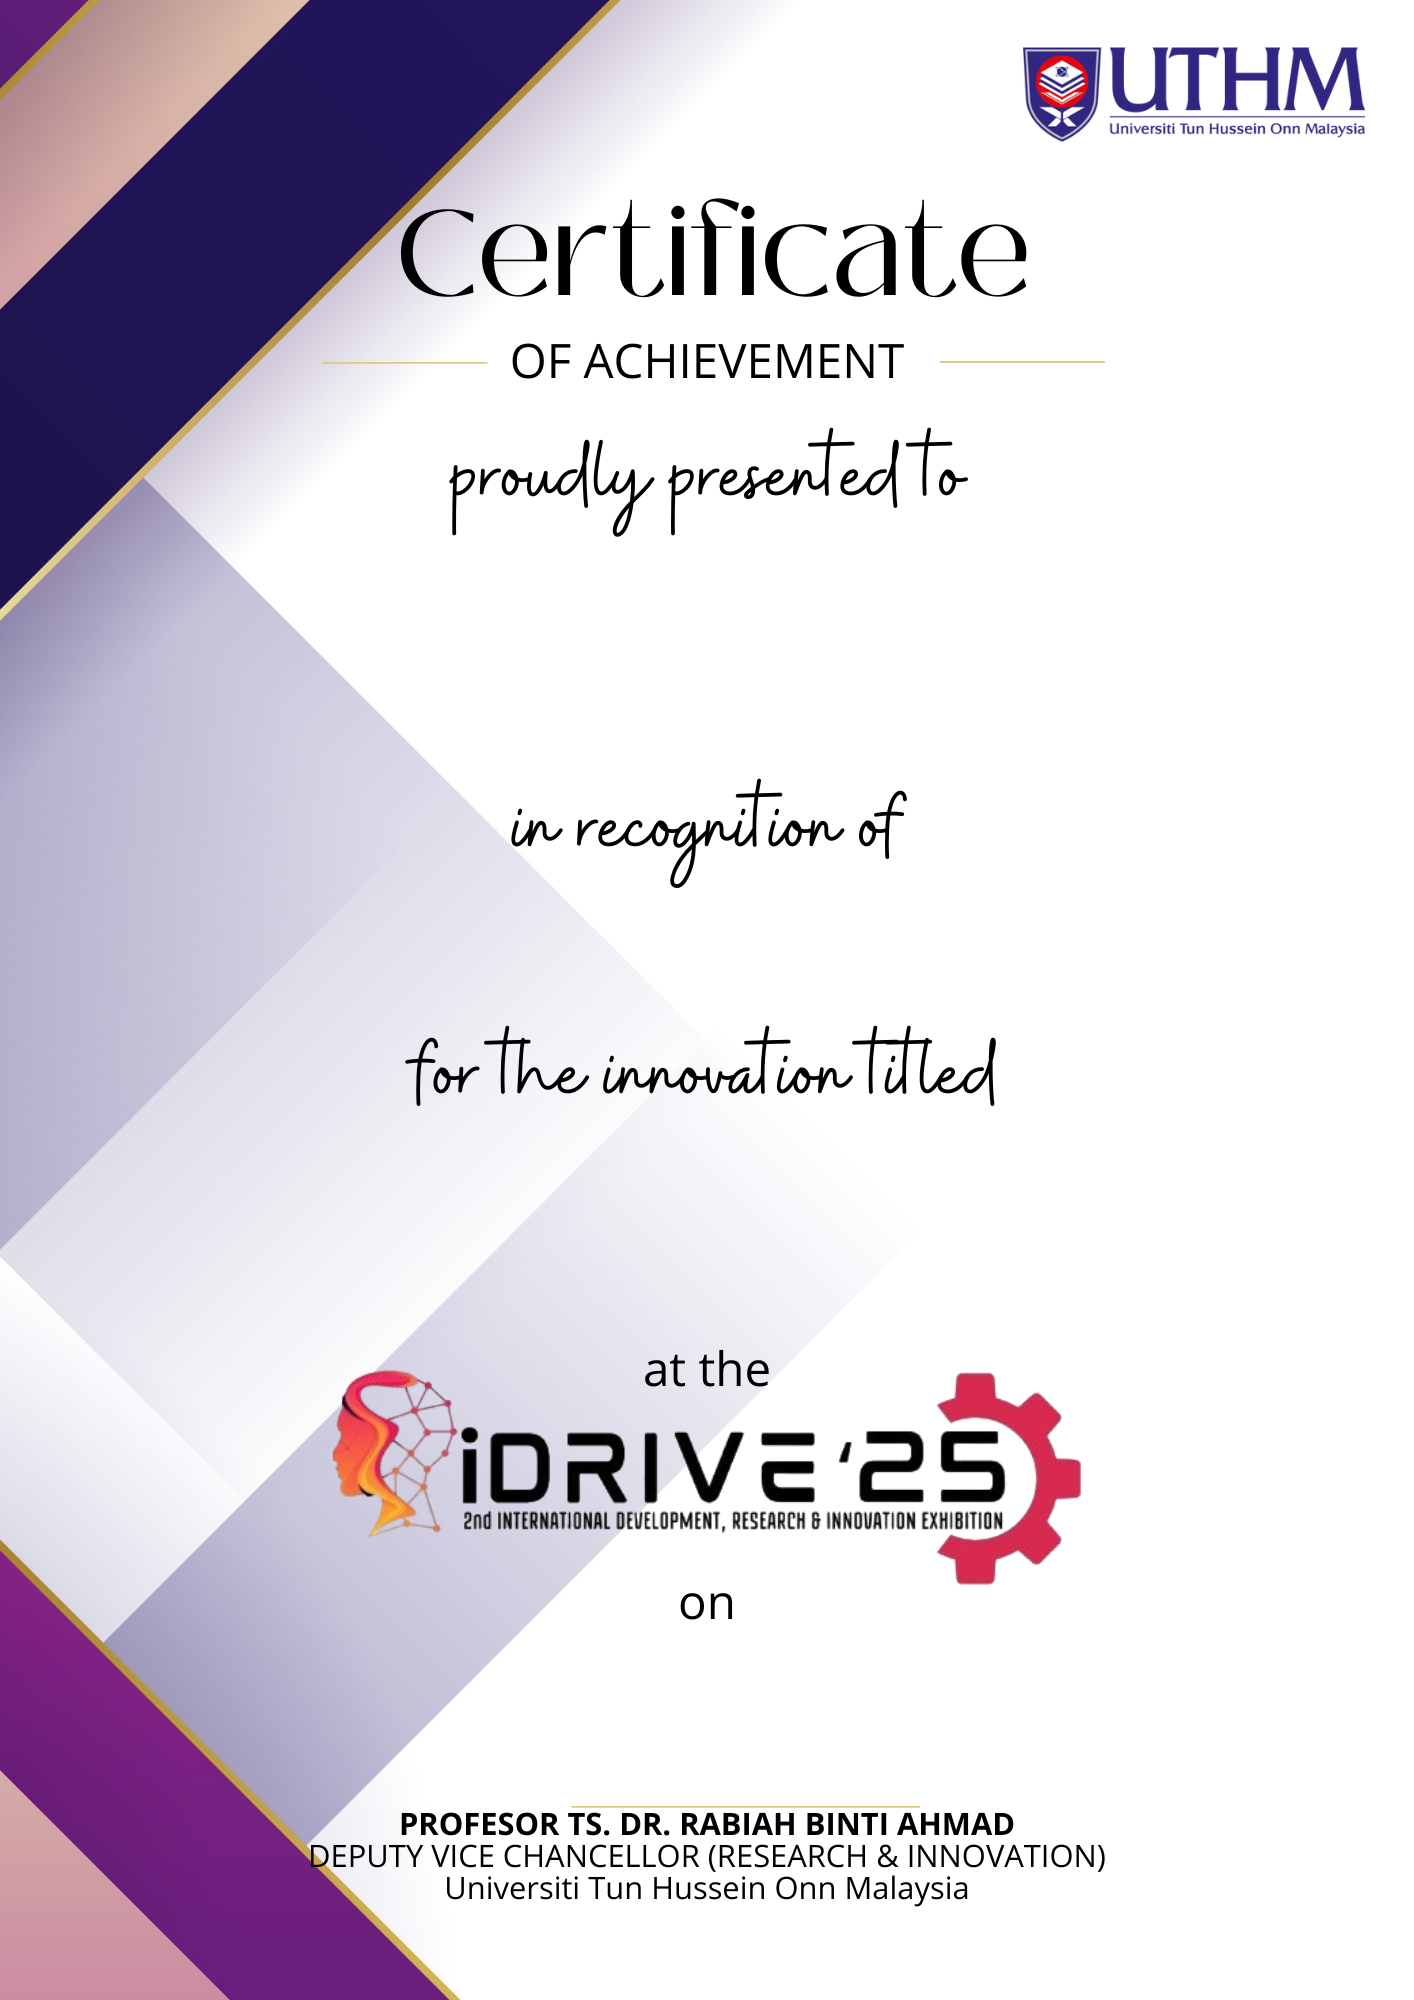 UTHM
Universiti Tun Hussein Onn Malaysia
Certificate
OF ACHIEVEMENT
proudly presented to
in recognition of
for the innovation titled
at the
iDRIVE '25
2nd INTERNATIONAL DEVELOPMENT, RESEARCH & INNOVATION EXHIBITION
on
PROFESOR TS. DR. RABIAH BINTI AHMAD
DEPUTY VICE CHANCELLOR (RESEARCH & INNOVATION)
Universiti Tun Hussein Onn Malaysia